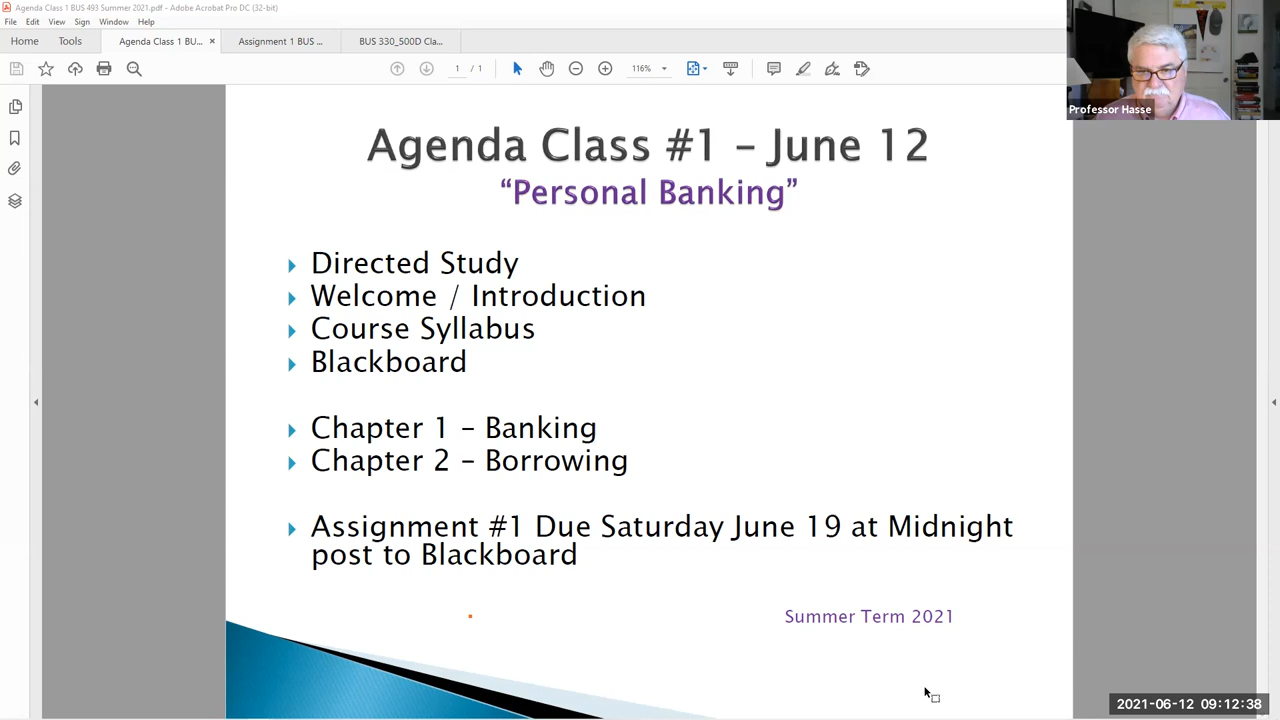 Agenda Class 1 BUS 493 Summer 2021.pdf - Adobe Acrobat Pro DC (32-bit)
File Edit View Sign Window Help
Home Tools Agenda Class 1 BU... × Assignment 1 BUS ... BUS 330_500D Cla...
1 / 1 116%
Professor Hasse
Agenda Class #1 – June 12
“Personal Banking”
Directed Study
Welcome / Introduction
Course Syllabus
Blackboard
Chapter 1 – Banking
Chapter 2 – Borrowing
Assignment #1 Due Saturday June 19 at Midnight
post to Blackboard
Summer Term 2021
2021-06-12 09:12:38